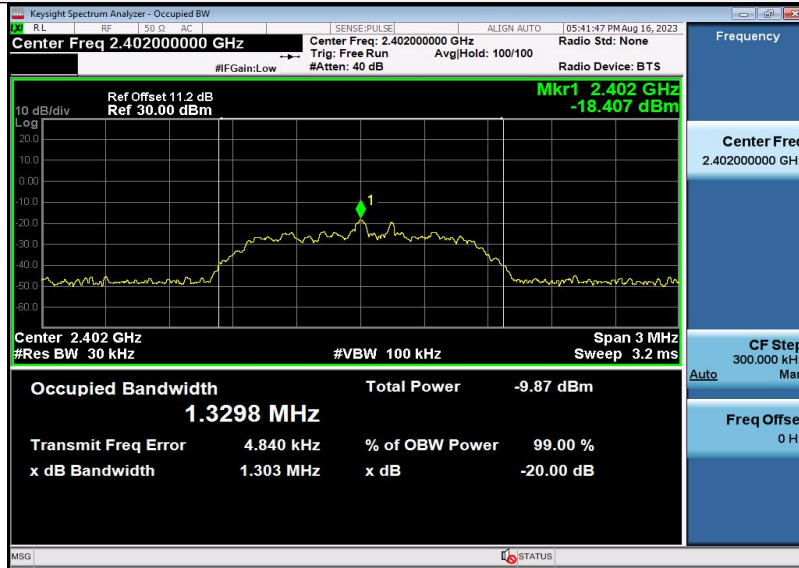 Keysight Spectrum Analyzer - Occupied BW
LXI RL RF 50 Ω AC SENSE:PULSE ALIGN AUTO 05:41:47 PM Aug 16, 2023
Center Freq 2.402000000 GHz Center Freq: 2.402000000 GHz Radio Std: None
Trig: Free Run Avg|Hold: 100/100
#IFGain:Low #Atten: 40 dB Radio Device: BTS
Frequency
Ref Offset 11.2 dB Mkr1 2.402 GHz
10 dB/div Ref 30.00 dBm -18.407 dBm
Log
20.0
10.0
0.00
-10.0
-20.0
-30.0
-40.0
-50.0
-60.0
1
Center 2.402 GHz Span 3 MHz
#Res BW 30 kHz #VBW 100 kHz Sweep 3.2 ms
Occupied Bandwidth Total Power -9.87 dBm
1.3298 MHz
Transmit Freq Error 4.840 kHz % of OBW Power 99.00 %
x dB Bandwidth 1.303 MHz x dB -20.00 dB
Center Freq
2.402000000 GH
CF Step
300.000 kH
Auto Man
Freq Offse
0 H
MSG STATUS